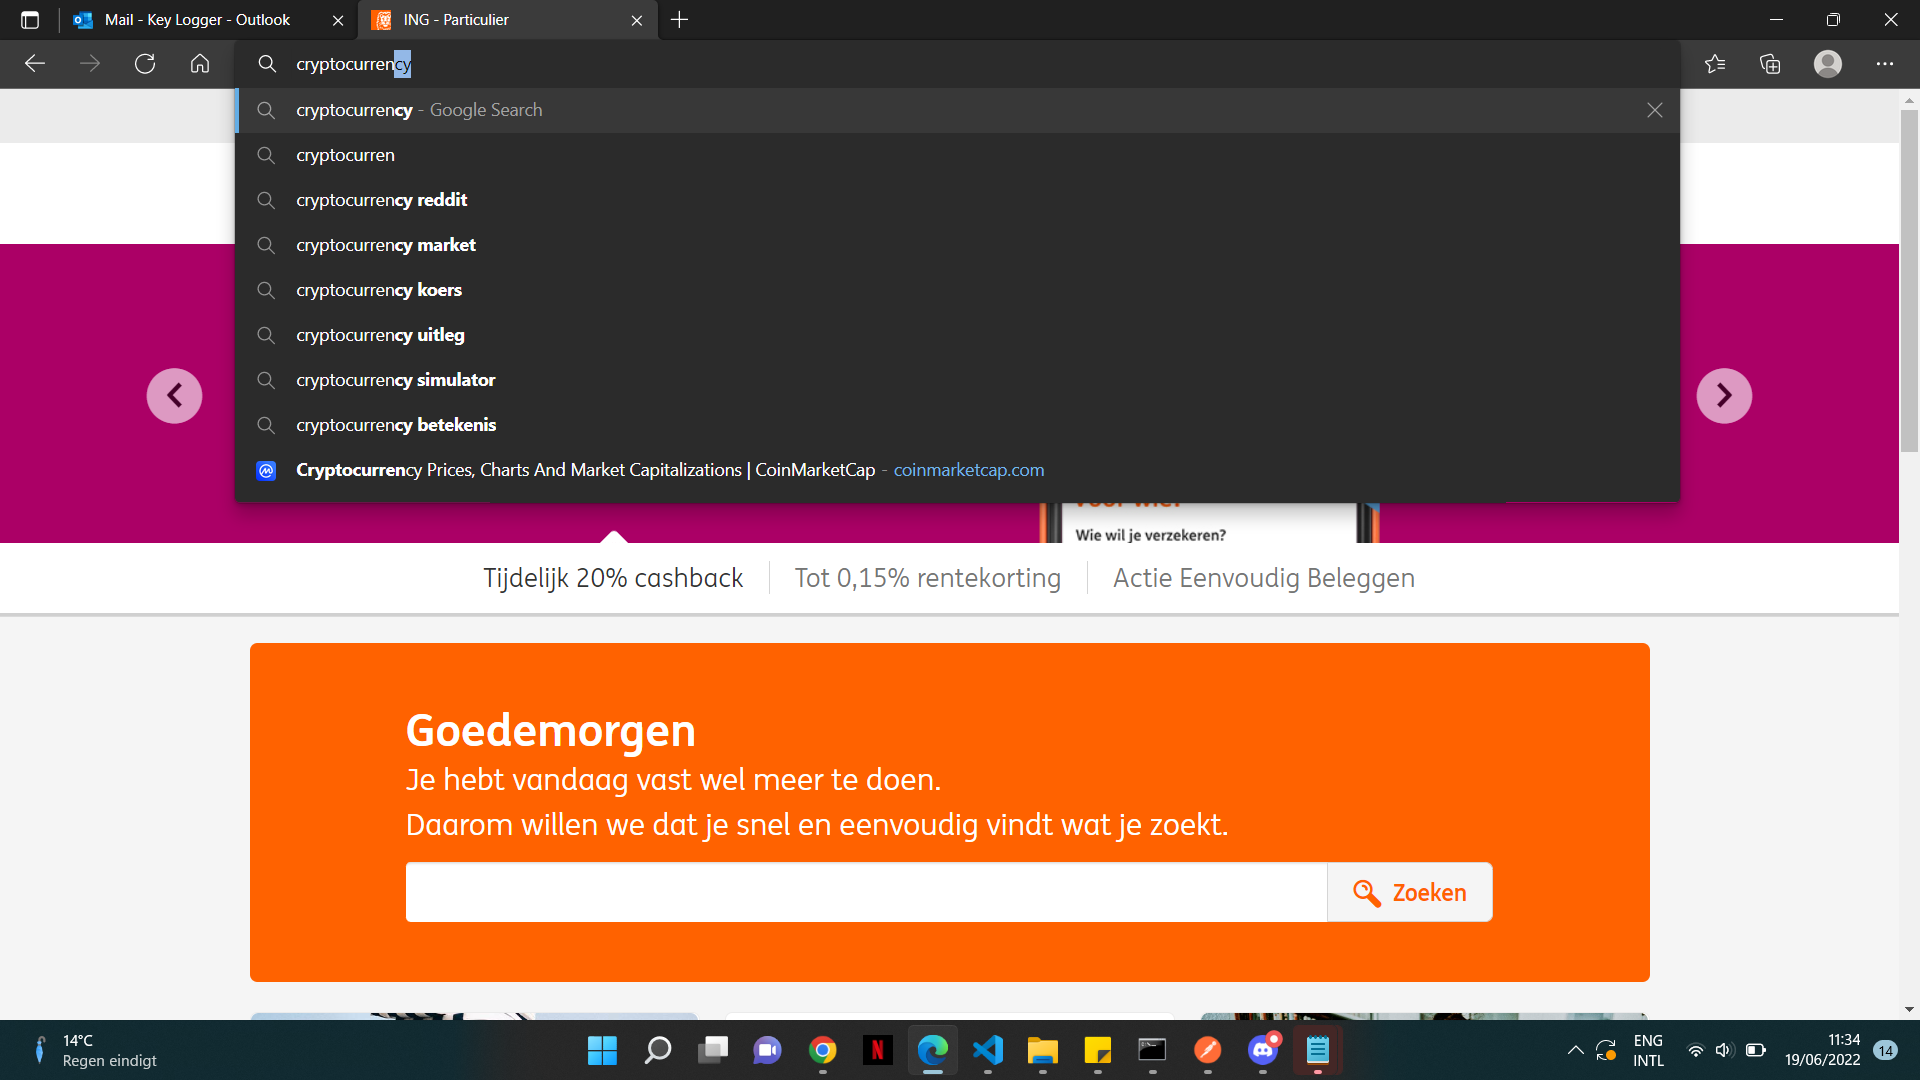 Mail - Key Logger - Outlook
ING - Particulier
cryptocurrency
cryptocurrency - Google Search
cryptocurren
cryptocurrency reddit
cryptocurrency market
cryptocurrency koers
cryptocurrency uitleg
cryptocurrency simulator
cryptocurrency betekenis
Cryptocurrency Prices, Charts And Market Capitalizations | CoinMarketCap - coinmarketcap.com
Wie wil je verzekeren?
Tijdelijk 20% cashback
Tot 0,15% rentekorting
Actie Eenvoudig Beleggen
Goedemorgen
Je hebt vandaag vast wel meer te doen.
Daarom willen we dat je snel en eenvoudig vindt wat je zoekt.
Zoeken
14°C
Regen eindigt
ENG
INTL
11:34
19/06/2022
14